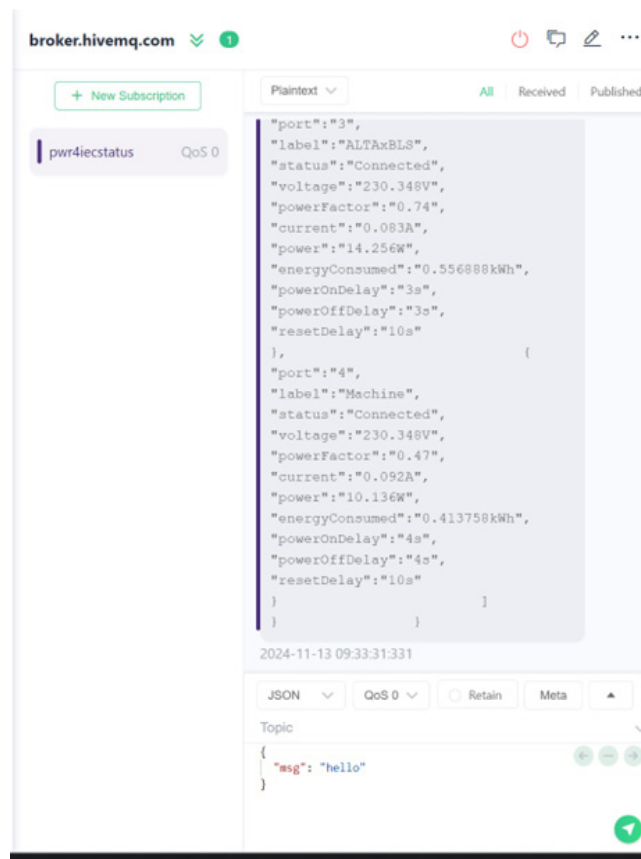 broker.hivemq.com 1
+ New Subscription
pwr4iecstatus QoS 0
Plaintext All Received Published
"port":"3",
"label":"ALTAxBLS",
"status":"Connected",
"voltage":"230.348V",
"powerFactor":"0.74",
"current":"0.083A",
"power":"14.256W",
"energyConsumed":"0.556888kWh",
"powerOnDelay":"3s",
"powerOffDelay":"3s",
"resetDelay":"10s"
}, {
"port":"4",
"label":"Machine",
"status":"Connected",
"voltage":"230.348V",
"powerFactor":"0.47",
"current":"0.092A",
"power":"10.136W",
"energyConsumed":"0.413758kWh",
"powerOnDelay":"4s",
"powerOffDelay":"4s",
"resetDelay":"10s"
} ]
} }
2024-11-13 09:33:31:331
JSON QoS 0 Retain Meta
Topic
{
"msg": "hello"
}